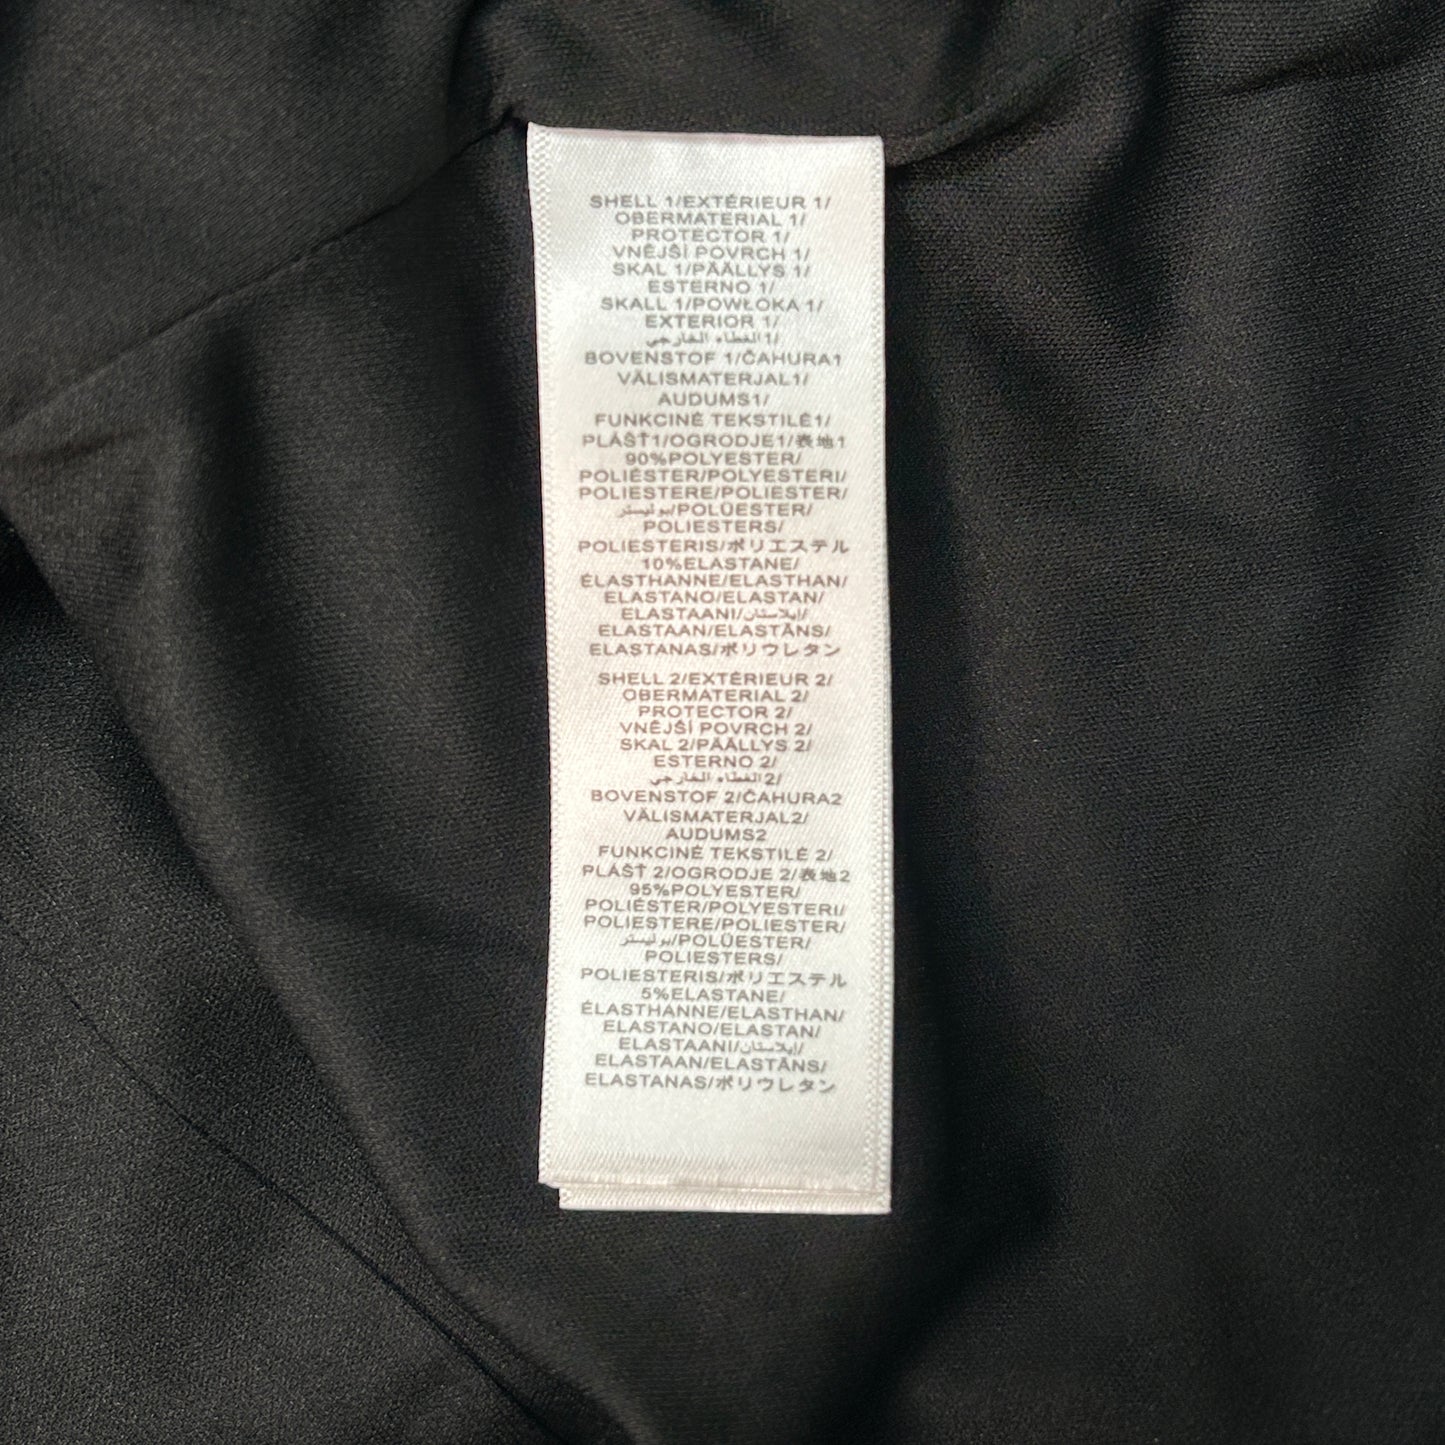 SHELL 1/EXTÉRIEUR 1/
OBERMATERIAL 1/
PROTECTOR 1/
VNĚJŠÍ POVRCH 1/
SKAL 1/PÄÄLLYS 1/
ESTERNO 1/
SKALL 1/POWŁOKA 1/
EXTERIOR 1/
الغطاء الخارجي1/
BOVENSTOF 1/ČAHURA1
VÄLISMATERJAL1/
AUDUMS1/
FUNKCINĖ TEKSTILĖ1/
PLÁŠŤ1/OGRODJE1/表地1
90%POLYESTER/
POLIÉSTER/POLYESTERI/
POLIESTERE/POLIESTER/
بوليستر/POLÜESTER/
POLIESTERS/
POLIESTERIS/ポリエステル
10%ELASTANE/
ÉLASTHANNE/ELASTHAN/
ELASTANO/ELASTAN/
ELASTAANI/إيلاستان/
ELASTAAN/ELASTĀNS/
ELASTANAS/ポリウレタン
SHELL 2/EXTÉRIEUR 2/
OBERMATERIAL 2/
PROTECTOR 2/
VNĚJŠÍ POVRCH 2/
SKAL 2/PÄÄLLYS 2/
ESTERNO 2/
الغطاء الخارجي2/
BOVENSTOF 2/ČAHURA2
VÄLISMATERJAL2/
AUDUMS2
FUNKCINĖ TEKSTILĖ 2/
PLÁŠŤ 2/OGRODJE 2/表地2
95%POLYESTER/
POLIÉSTER/POLYESTERI/
POLIESTERE/POLIESTER/
بوليستر/POLÜESTER/
POLIESTERS/
POLIESTERIS/ポリエステル
5%ELASTANE/
ÉLASTHANNE/ELASTHAN/
ELASTANO/ELASTAN/
ELASTAANI/إيلاستان/
ELASTAAN/ELASTĀNS/
ELASTANAS/ポリウレタン